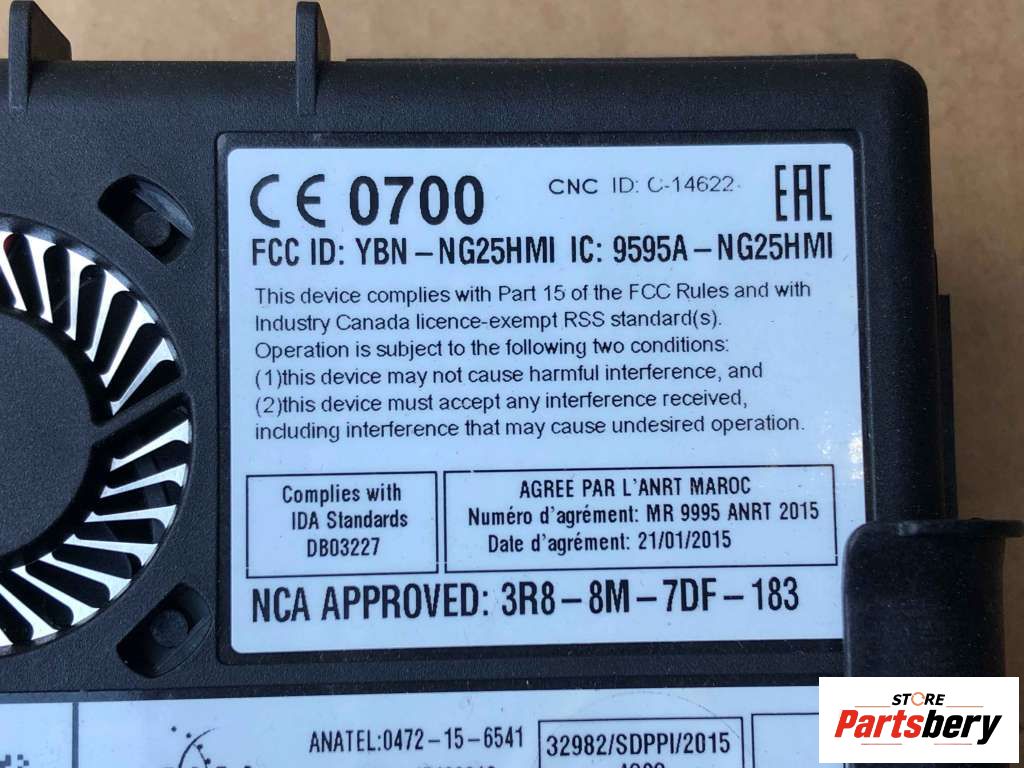 CE 0700 CNC ID: C-14622 EAC
FCC ID: YBN-NG25HMI IC: 9595A-NG25HMI
This device complies with Part 15 of the FCC Rules and with
Industry Canada licence-exempt RSS standard(s).
Operation is subject to the following two conditions:
(1)this device may not cause harmful interference, and
(2)this device must accept any interference received,
including interference that may cause undesired operation.
Complies with
IDA Standards
DB03227
AGREE PAR L'ANRT MAROC
Numéro d'agrément: MR 9995 ANRT 2015
Date d'agrément: 21/01/2015
NCA APPROVED: 3R8-8M-7DF-183
ANATEL:0472-15-6541
32982/SDPPI/2015
STORE
Partsbery